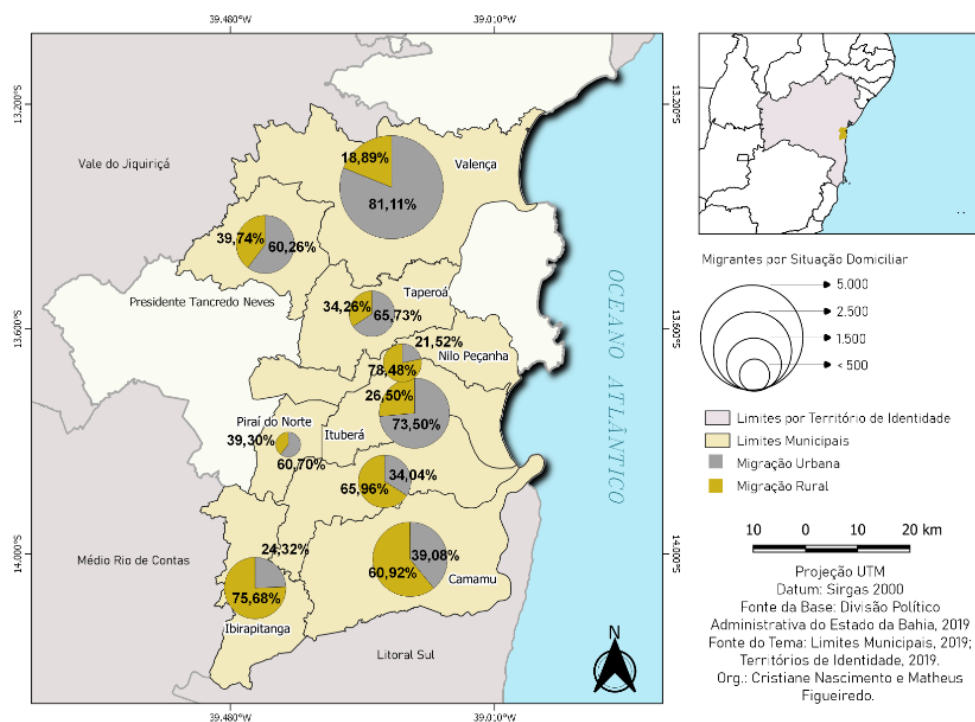 39.480°W
39.010°W
13.200°S
13.200°S
Vale do Jiquiriçá
18,89%
Valença
81,11%
39,74%
60,26%
Presidente Tancredo Neves
Taperoá
34,26%
65,73%
21,52%
Nilo Peçanha
78,48%
26,50%
73,50%
Piraí do Norte
Ituberá
39,30%
60,70%
34,04%
65,96%
24,32%
75,68%
Ibirapitanga
39,08%
60,92%
Camamu
Médio Rio de Contas
Litoral Sul
OCEANO ATLÂNTICO
13.600°S
13.600°S
14.000°S
14.000°S
N
39.480°W
39.010°W
Migrantes por Situação Domiciliar
5.000
2.500
1.500
< 500
Limites por Território de Identidade
Limites Municipais
Migração Urbana
Migração Rural
10 0 10 20 km
Projeção UTM
Datum: Sirgas 2000
Fonte da Base: Divisão Político
Administrativa do Estado da Bahia, 2019
Fonte do Tema: Limites Municipais, 2019;
Territórios de Identidade, 2019.
Org.: Cristiane Nascimento e Matheus
Figueiredo.